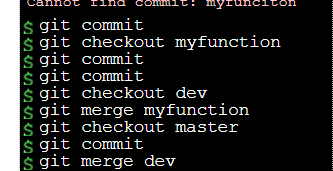 Cannot find commit: myfunciton
$ git commit
$ git checkout myfunction
$ git commit
$ git commit
$ git checkout dev
$ git merge myfunction
$ git checkout master
$ git commit
$ git merge dev